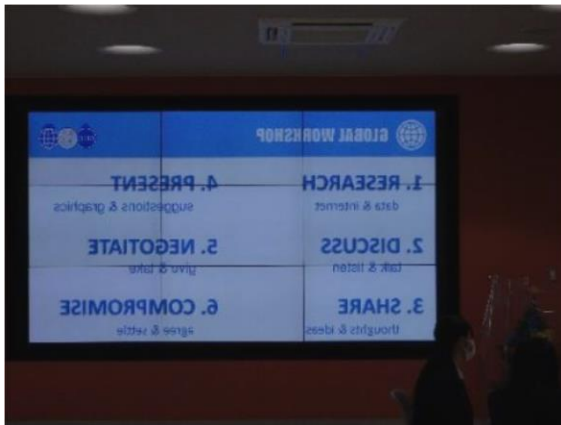 GLOBAL WORKSHOP
1. RESEARCH
data & internet
2. DISCUSS
talk & listen
3. SHARE
thoughts & ideas
4. PRESENT
suggestions & graphics
5. NEGOTIATE
give & take
6. COMPROMISE
agree & settle